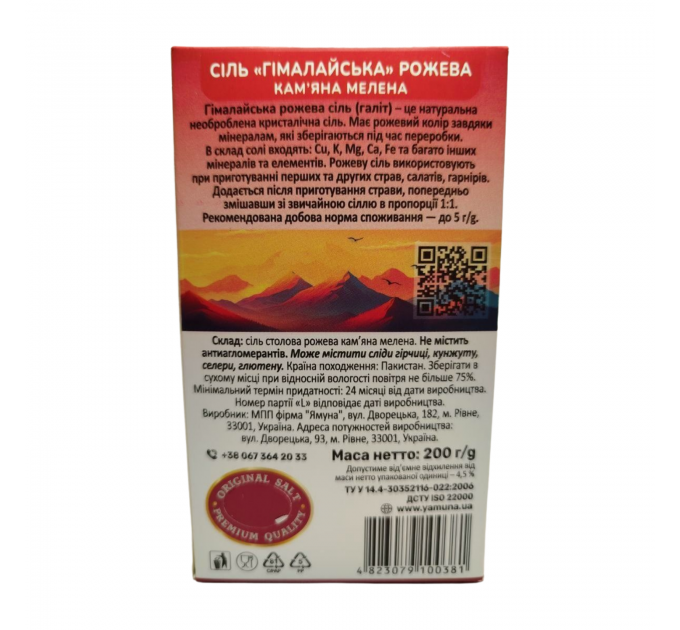 СІЛЬ «ГІМАЛАЙСЬКА» РОЖЕВА
КАМ'ЯНА МЕЛЕНА
Гімалайська рожева сіль (галіт) – це натуральна
необроблена кристалічна сіль. Має рожевий колір завдяки
мінералам, які зберігаються під час переробки.
В склад солі входять: Cu, K, Mg, Ca, Fe та багато інших
мінералів та елементів. Рожеву сіль використовують
при приготуванні перших та других страв, салатів, гарнірів.
Додається після приготування страви, попередньо
змішавши зі звичайною сіллю в пропорції 1:1.
Рекомендована добова норма споживання — до 5 г/g.
Склад: сіль столова рожева кам'яна мелена. Не містить
антиагломерантів. Може містити сліди гірчиці, кунжуту,
селери, глютену. Країна походження: Пакистан. Зберігати в
сухому місці при відносній вологості повітря не більше 75%.
Мінімальний термін придатності: 24 місяці від дати виробництва.
Номер партії «L» відповідає даті виробництва.
Виробник: МПП фірма "Ямуна", вул. Дворецька, 182, м. Рівне,
33001, Україна. Адреса потужностей виробництва:
вул. Дворецька, 93, м. Рівне, 33001, Україна.
+38 067 364 20 33
Маса нетто: 200 г/g
Допустиме від'ємне відхилення від
маси нетто упакованої одиниці – 4,5 %
ТУ У 14.4-30352116-022:2006
ДСТУ ISO 22000
www.yamuna.ua
ORIGINAL SALT
PREMIUM QUALITY
4 823079 100381